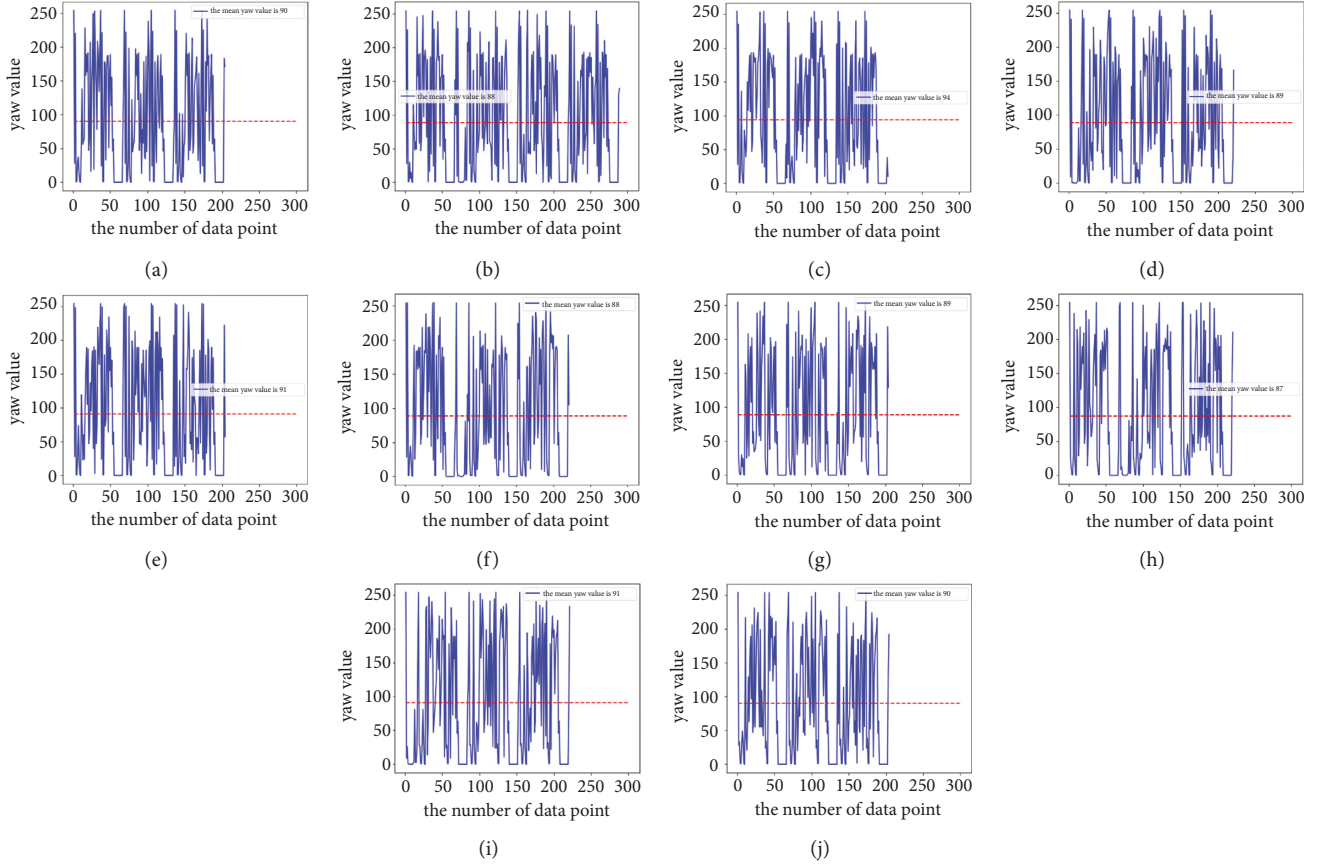 the mean yaw value is 90
250
200
150
100
50
0
yaw value
0 50 100 150 200 250 300
the number of data point
(a)
the mean yaw value is 88
250
200
150
100
50
0
yaw value
0 50 100 150 200 250 300
the number of data point
(b)
the mean yaw value is 94
250
200
150
100
50
0
yaw value
0 50 100 150 200 250 300
the number of data point
(c)
the mean yaw value is 89
250
200
150
100
50
0
yaw value
0 50 100 150 200 250 300
the number of data point
(d)
the mean yaw value is 91
250
200
150
100
50
0
yaw value
0 50 100 150 200 250 300
the number of data point
(e)
the mean yaw value is 88
250
200
150
100
50
0
yaw value
0 50 100 150 200 250 300
the number of data point
(f)
the mean yaw value is 89
250
200
150
100
50
0
yaw value
0 50 100 150 200 250 300
the number of data point
(g)
the mean yaw value is 87
250
200
150
100
50
0
yaw value
0 50 100 150 200 250 300
the number of data point
(h)
the mean yaw value is 91
250
200
150
100
50
0
yaw value
0 50 100 150 200 250 300
the number of data point
(i)
the mean yaw value is 90
250
200
150
100
50
0
yaw value
0 50 100 150 200 250 300
the number of data point
(j)